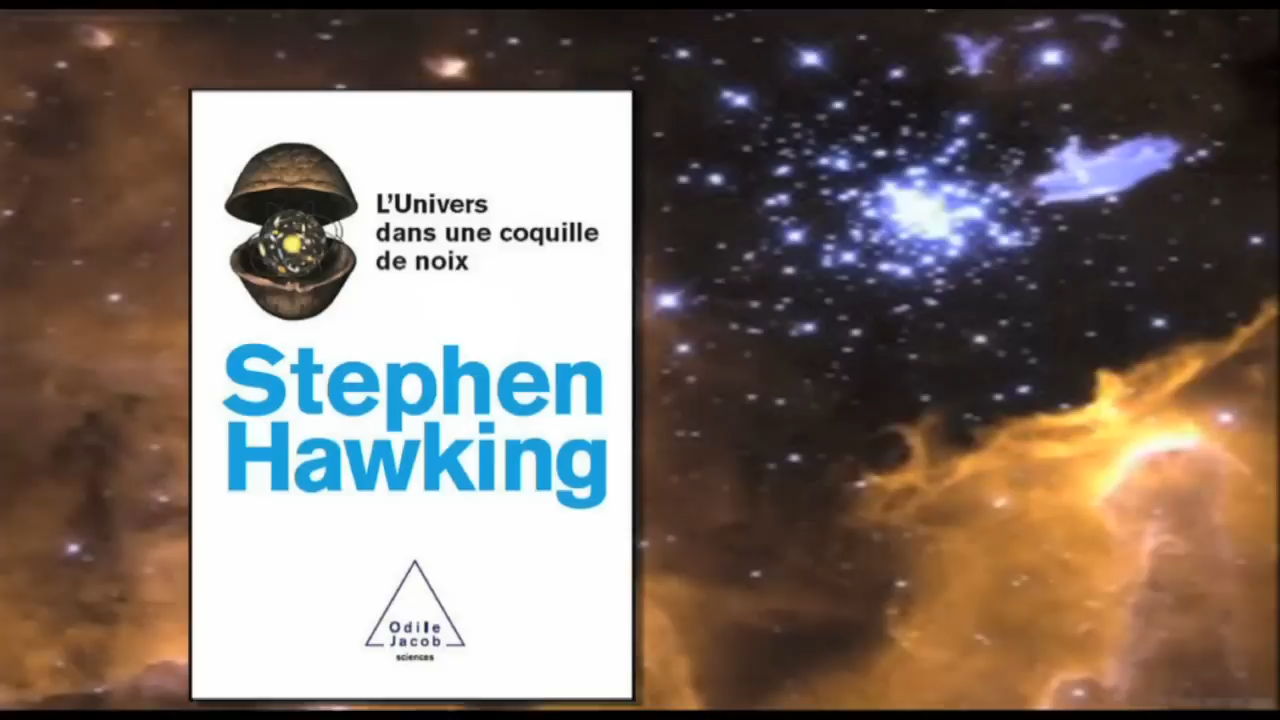 L'Univers
dans une coquille
de noix
Stephen
Hawking
Odile
Jacob
sciences